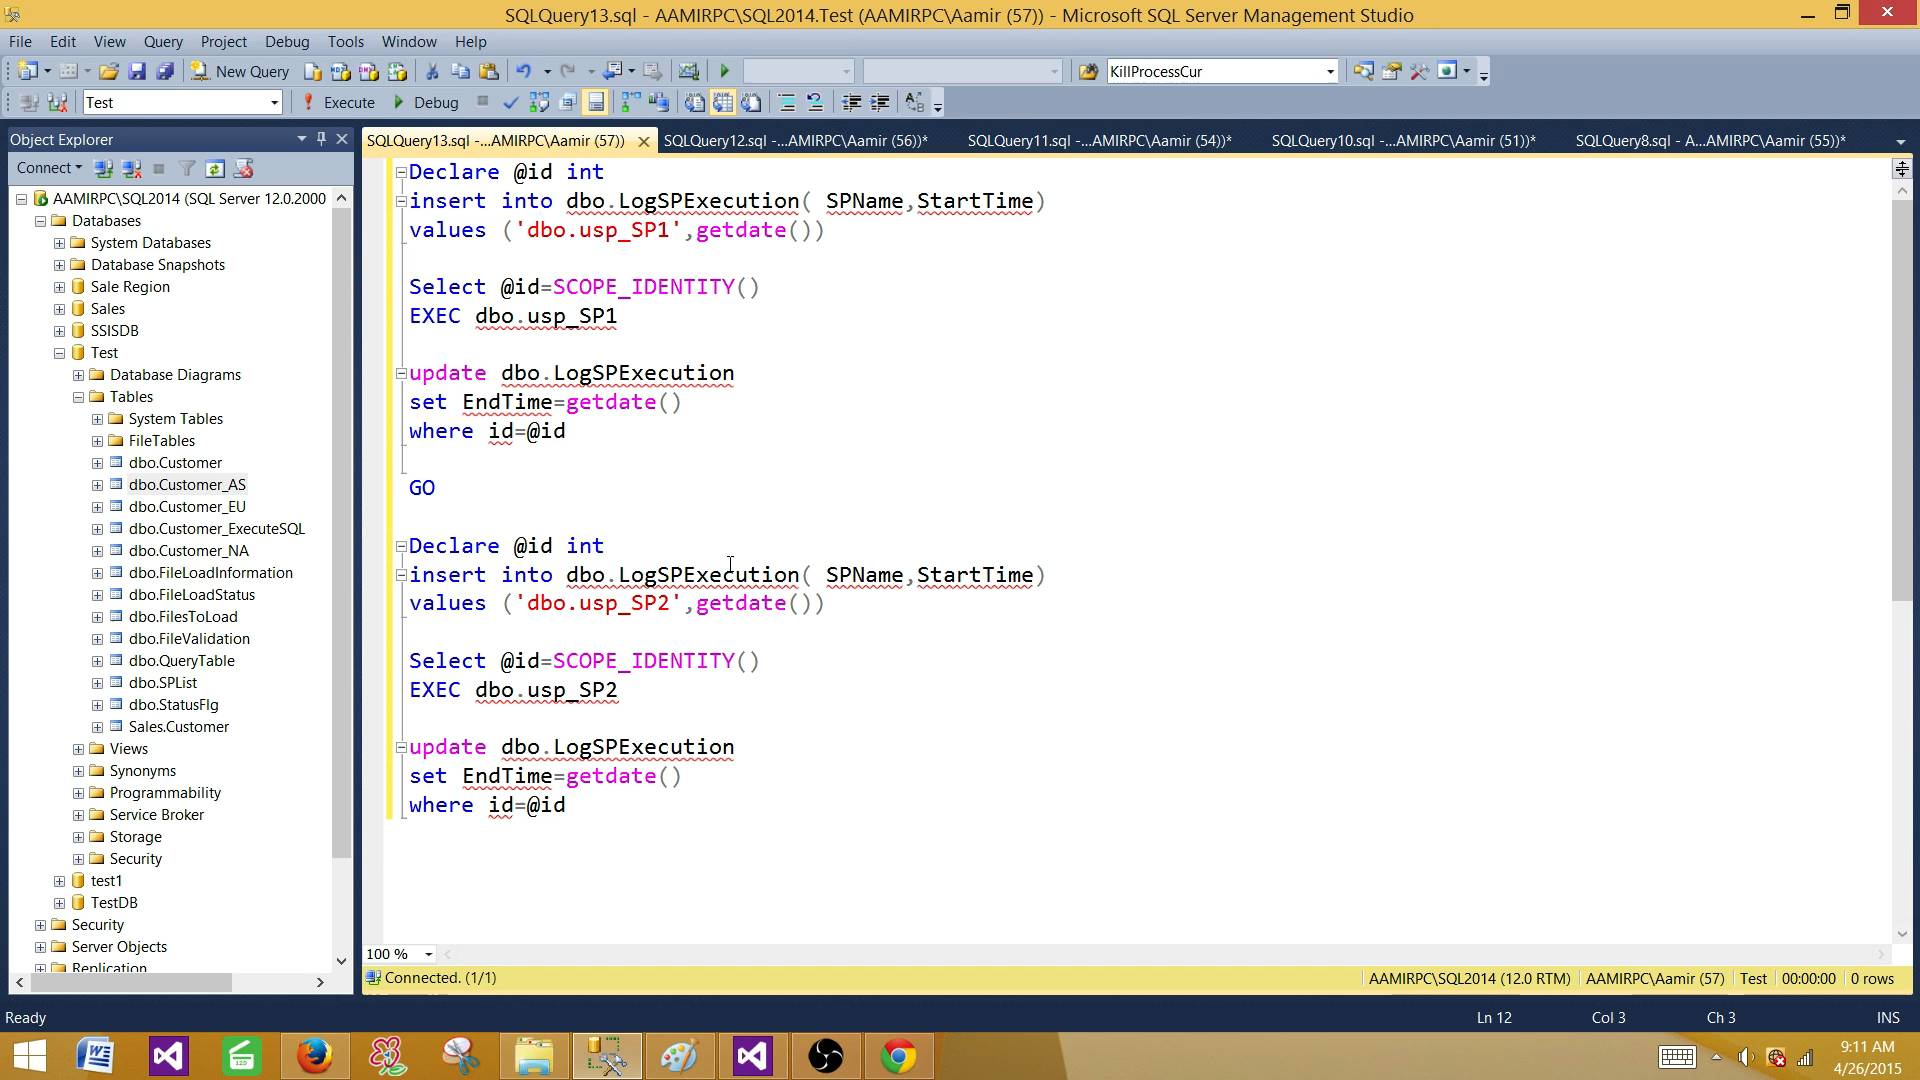 SQLQuery13.sql - AAMIRPC\SQL2014.Test (AAMIRPC\Aamir (57)) - Microsoft SQL Server Management Studio
File Edit View Query Project Debug Tools Window Help
New Query KillProcessCur
Test Execute Debug
Object Explorer
SQLQuery13.sql -...AMIRPC\Aamir (57)) SQLQuery12.sql -...AMIRPC\Aamir (56))* SQLQuery11.sql -...AMIRPC\Aamir (54))* SQLQuery10.sql -...AMIRPC\Aamir (51))* SQLQuery8.sql - A...AMIRPC\Aamir (55))*
Connect
AAMIRPC\SQL2014 (SQL Server 12.0.2000
Databases
System Databases
Database Snapshots
Sale Region
Sales
SSISDB
Test
Database Diagrams
Tables
System Tables
FileTables
dbo.Customer
dbo.Customer_AS
dbo.Customer_EU
dbo.Customer_ExecuteSQL
dbo.Customer_NA
dbo.FileLoadInformation
dbo.FileLoadStatus
dbo.FilesToLoad
dbo.FileValidation
dbo.QueryTable
dbo.SPList
dbo.StatusFlg
Sales.Customer
Views
Synonyms
Programmability
Service Broker
Storage
Security
test1
TestDB
Security
Server Objects
Replication
Declare @id int
insert into dbo.LogSPExecution( SPName,StartTime)
values ('dbo.usp_SP1',getdate())
Select @id=SCOPE_IDENTITY()
EXEC dbo.usp_SP1
update dbo.LogSPExecution
set EndTime=getdate()
where id=@id
GO
Declare @id int
insert into dbo.LogSPExecution( SPName,StartTime)
values ('dbo.usp_SP2',getdate())
Select @id=SCOPE_IDENTITY()
EXEC dbo.usp_SP2
update dbo.LogSPExecution
set EndTime=getdate()
where id=@id
100 %
Connected. (1/1) AAMIRPC\SQL2014 (12.0 RTM) AAMIRPC\Aamir (57) Test 00:00:00 0 rows
Ready Ln 12 Col 3 Ch 3 INS
9:11 AM
4/26/2015